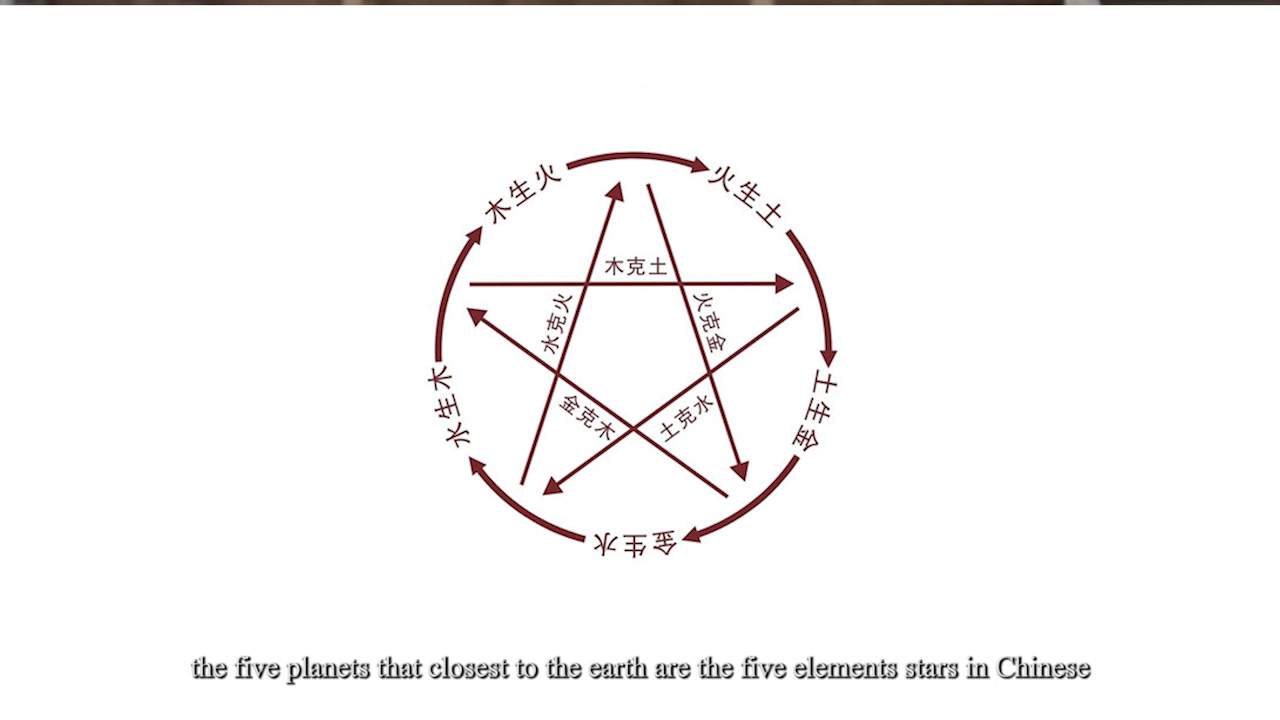 木生火
火生土
木克土
水克火
火克金
水生木
土生金
金克木
土克水
金生水
the five planets that closest to the earth are the five elements stars in Chinese